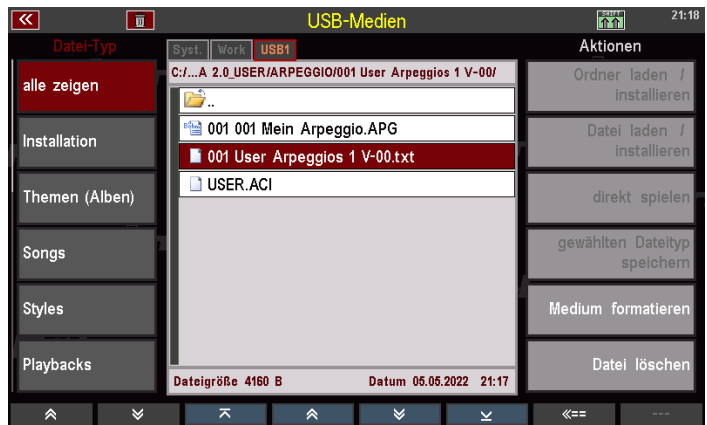 USB-Medien
SHIFT
21:18
Datei-Typ
Syst. Work USB1
Aktionen
C:/...A 2.0_USER/ARPEGGIO/001 User Arpeggios 1 V-00/
alle zeigen
..
001 001 Mein Arpeggio.APG
001 User Arpeggios 1 V-00.txt
USER.ACI
Installation
Themen (Alben)
Songs
Styles
Playbacks
Dateigröße 4160 B Datum 05.05.2022 21:17
Ordner laden /
installieren
Datei laden /
installieren
direkt spielen
gewählten Dateityp
speichern
Medium formatieren
Datei löschen
«==
---